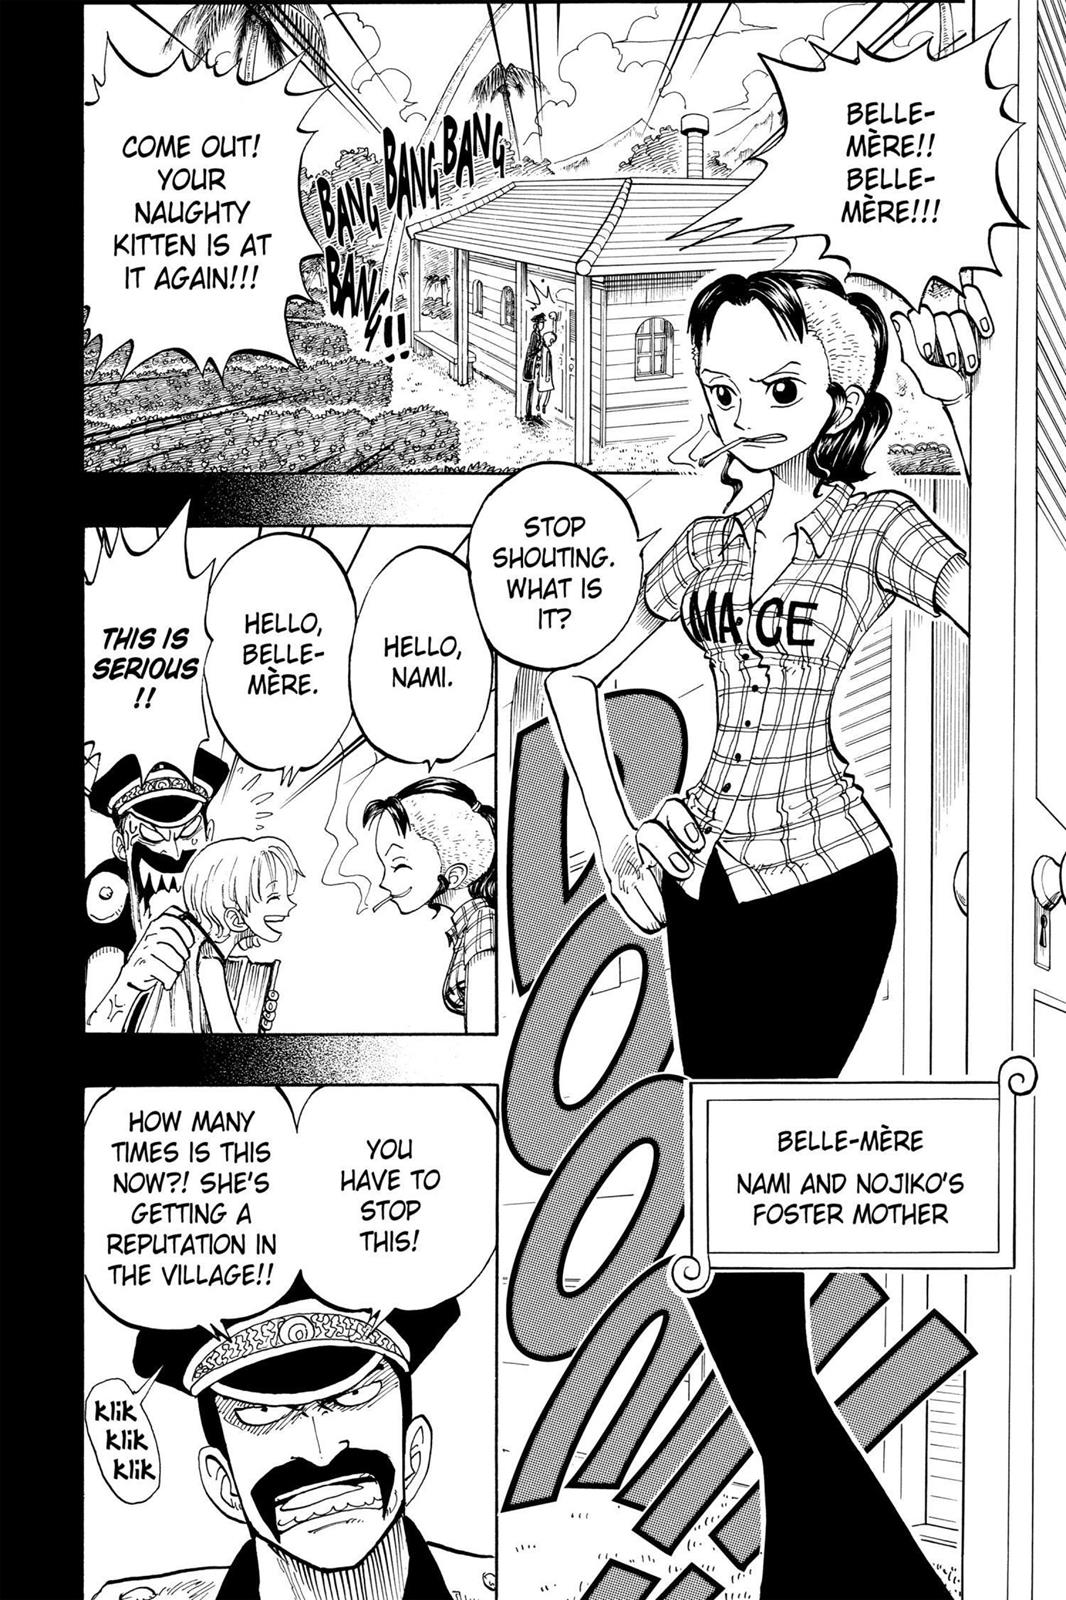 BELLE-
MÈRE!!
BELLE-
MÈRE!!!
COME OUT!
YOUR
NAUGHTY
KITTEN IS AT
IT AGAIN!!!
BANG BANG BANG
BANG!!
STOP
SHOUTING.
WHAT IS
IT?
MACE
HELLO,
NAMI.
HELLO,
BELLE-
MÈRE.
THIS IS
SERIOUS
!!
BELLE-MÈRE
NAMI AND NOJIKO'S
FOSTER MOTHER
YOU
HAVE TO
STOP
THIS!
HOW MANY
TIMES IS THIS
NOW?! SHE'S
GETTING A
REPUTATION IN
THE VILLAGE!!
klik
klik
klik